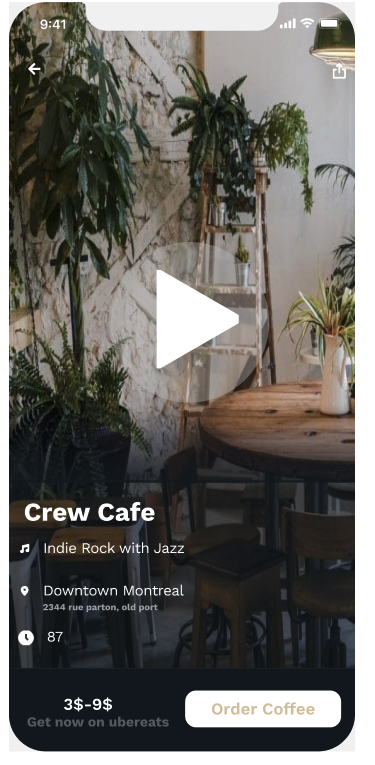 9:41
Crew Cafe
Indie Rock with Jazz
Downtown Montreal
2344 rue parton, old port
87
3$-9$
Get now on ubereats
Order Coffee